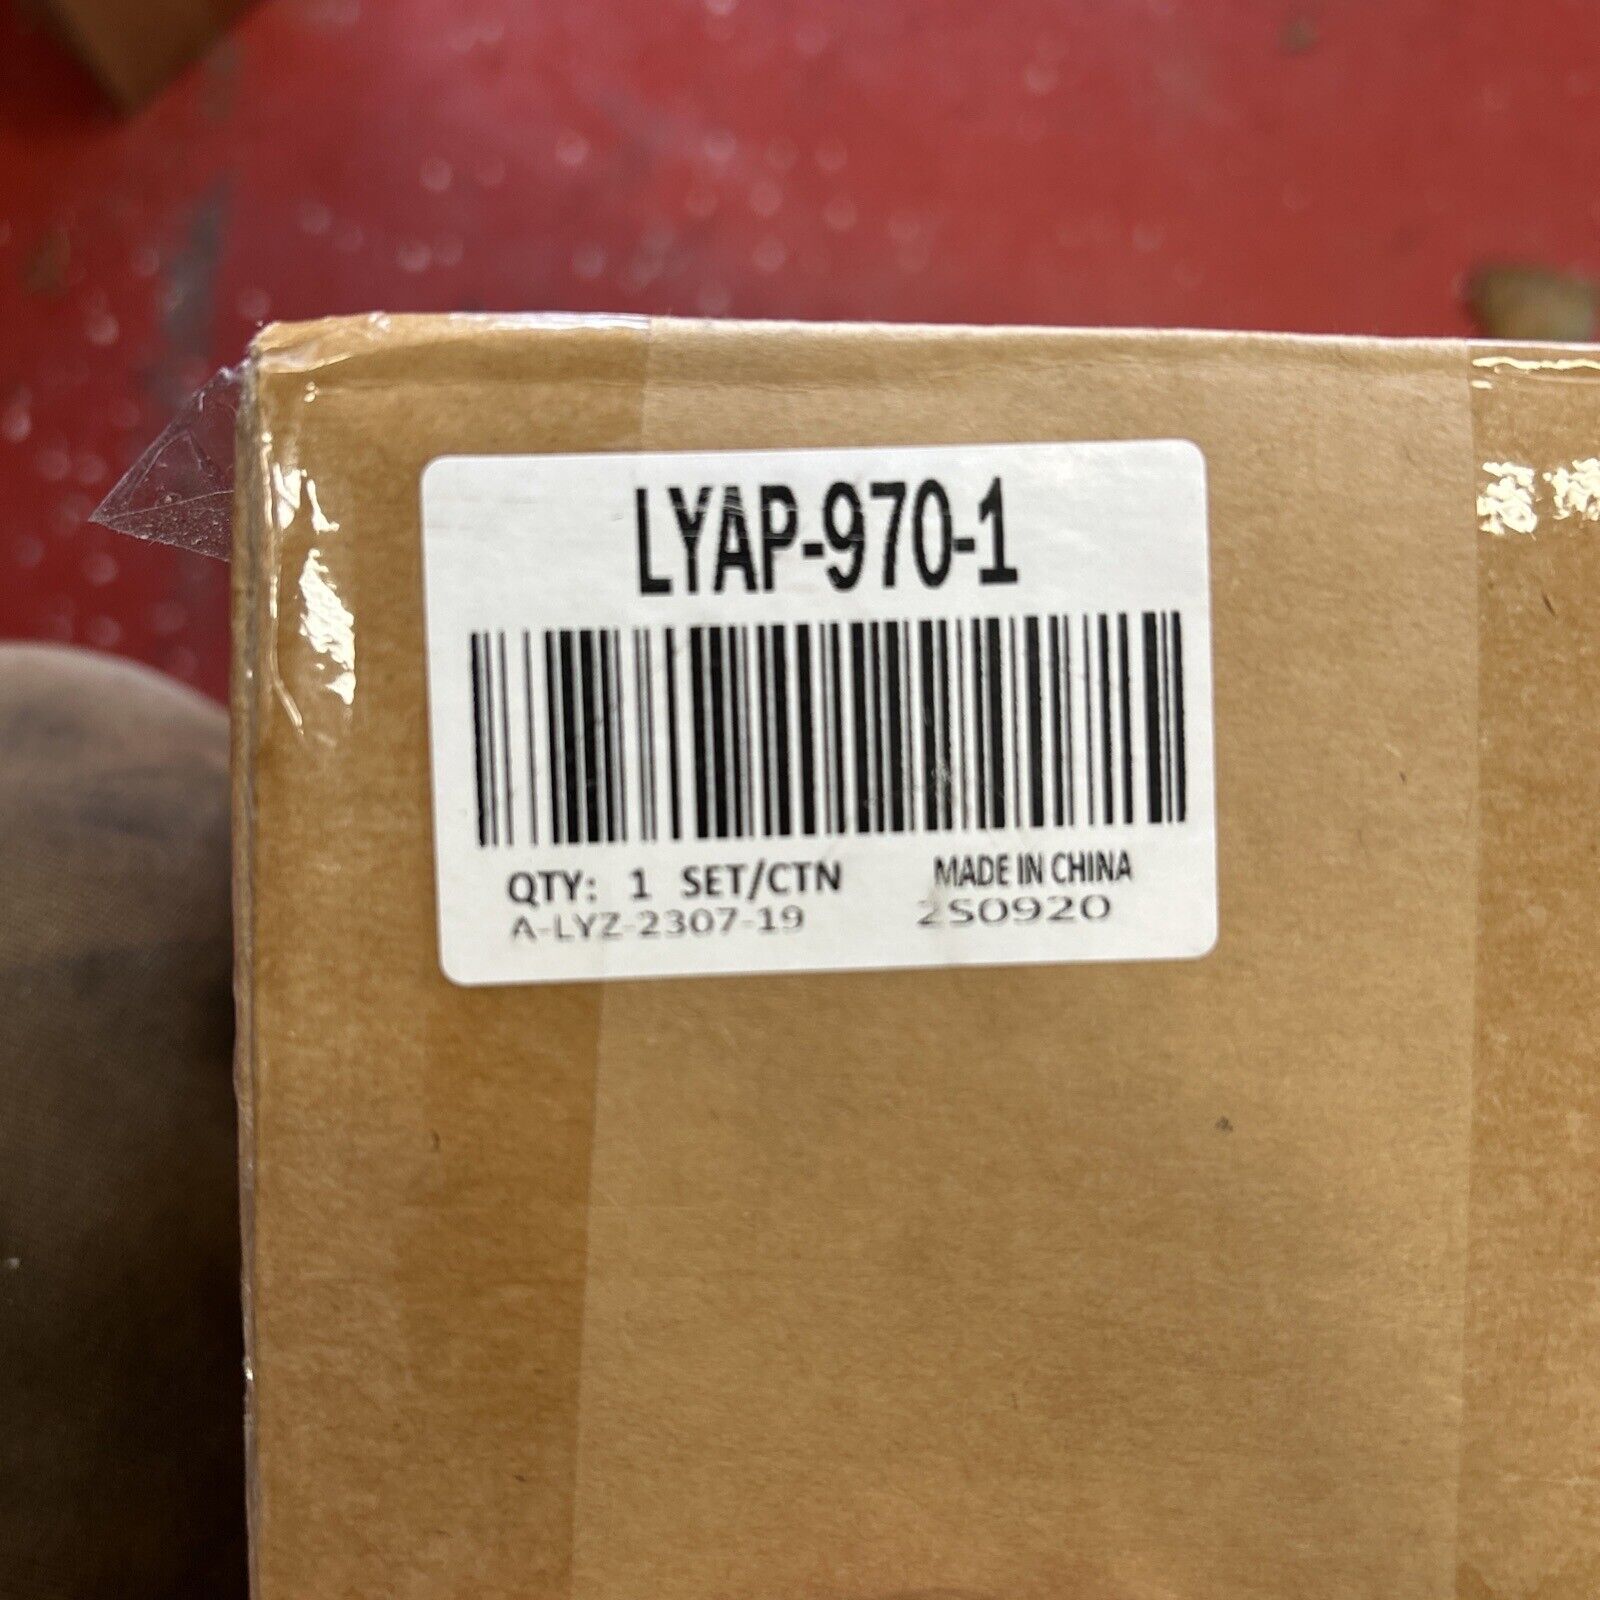 LYAP-970-1
QTY: 1 SET/CTN MADE IN CHINA
A-LYZ-2307-19 2S0920